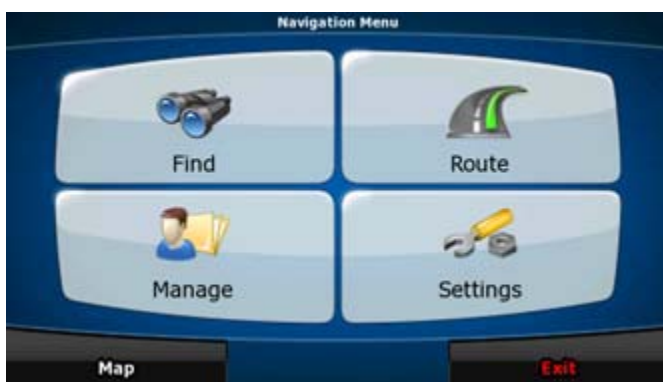 Navigation Menu
Find
Route
Manage
Settings
Map
Exit